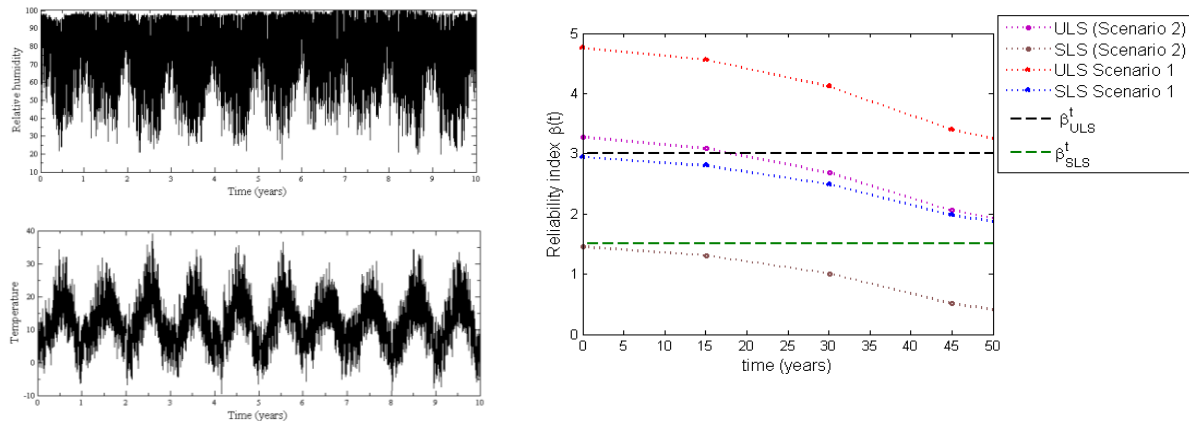 Relative humidity
100
90
80
70
60
50
40
30
20
10
0 1 2 3 4 5 6 7 8 9 10
Time (years)
Temperature
40
30
20
10
0
-10
0 1 2 3 4 5 6 7 8 9 10
Time (years)
Reliability index β(t)
5
4
3
2
1
0
0 5 10 15 20 25 30 35 40 45 50
time (years)
ULS (Scenario 2)
SLS (Scenario 2)
ULS Scenario 1
SLS Scenario 1
β^t_ULS
β^t_SLS